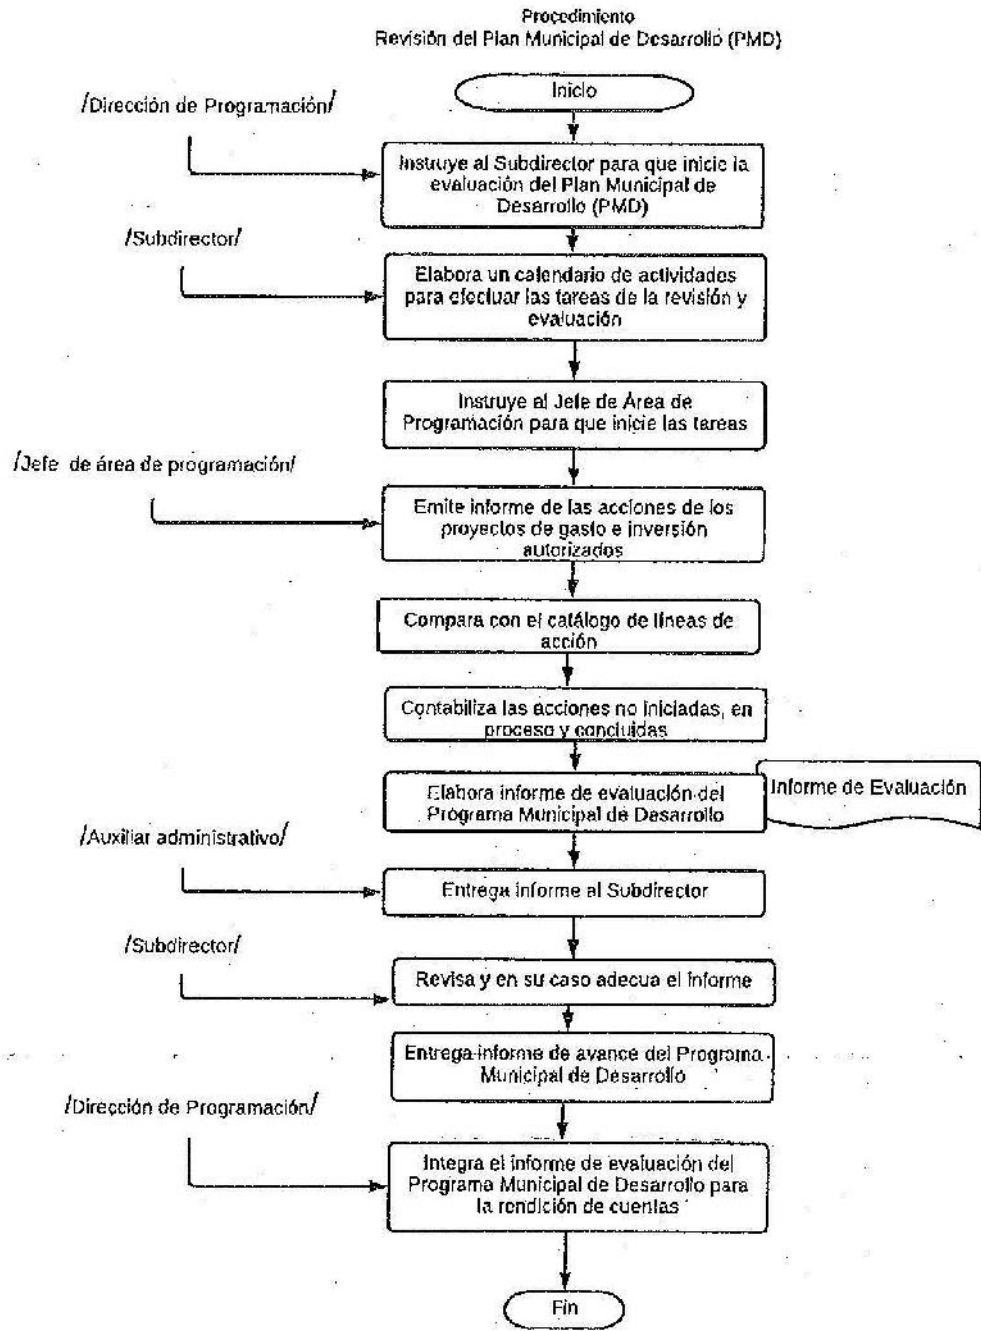 Procedimiento
Revisión del Plan Municipal de Desarrollo (PMD)
Inicio
/Dirección de Programación/
Instruye al Subdirector para que inicie la
evaluación del Plan Municipal de
Desarrollo (PMD)
/Subdirector/
Elabora un calendario de actividades
para efectuar las tareas de la revisión y
evaluación
Instruye al Jefe de Área de
Programación para que inicie las tareas
/Jefe de área de programación/
Emite informe de las acciones de los
proyectos de gasto e inversión
autorizados
Compara con el catálogo de líneas de
acción
Contabiliza las acciones no iniciadas, en
proceso y concluidas
Elabora informe de evaluación del
Programa Municipal de Desarrollo
Informe de Evaluación
/Auxiliar administrativo/
Entrega informe al Subdirector
/Subdirector/
Revisa y en su caso adecua el informe
Entrega informe de avance del Programa
Municipal de Desarrollo
/Dirección de Programación/
Integra el informe de evaluación del
Programa Municipal de Desarrollo para
la rendición de cuentas
Fin